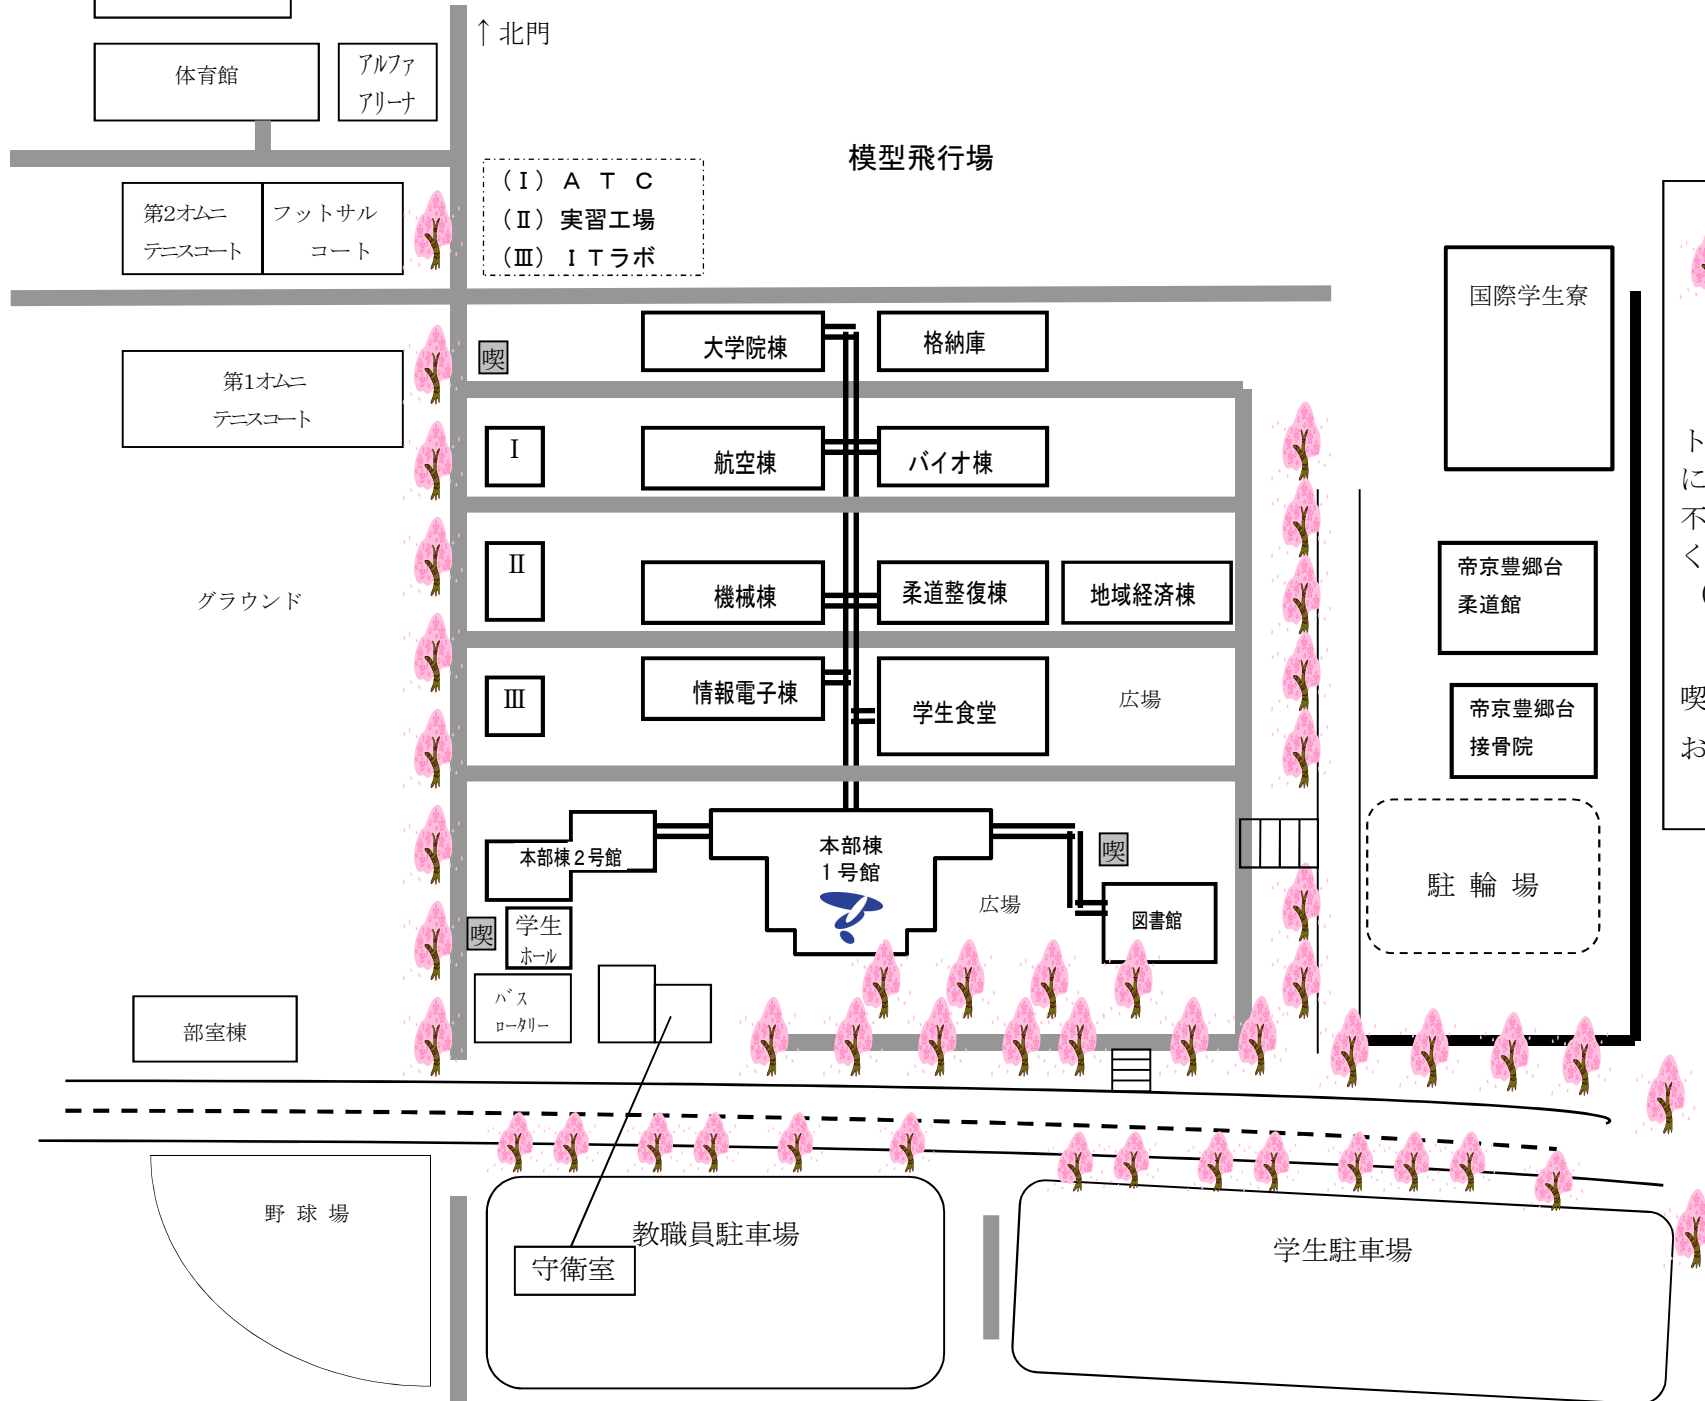 ↑北門
体育館
アルファ
アリーナ
模型飛行場
（Ⅰ）ＡＴＣ
（Ⅱ）実習工場
（Ⅲ）ＩＴラボ
第2オムニ
テニスコート
フットサル
コート
国際学生寮
大学院棟
格納庫
喫
第1オムニ
テニスコート
Ⅰ
航空棟
バイオ棟
ト
に
不
く
（
Ⅱ
機械棟
柔道整復棟
地域経済棟
帝京豊郷台
柔道館
グラウンド
Ⅲ
情報電子棟
学生食堂
広場
帝京豊郷台
接骨院
喫
お
本部棟２号館
本部棟
１号館
喫
駐輪場
広場
図書館
喫
学生
ホール
バス
ロータリー
部室棟
野球場
教職員駐車場
守衛室
学生駐車場